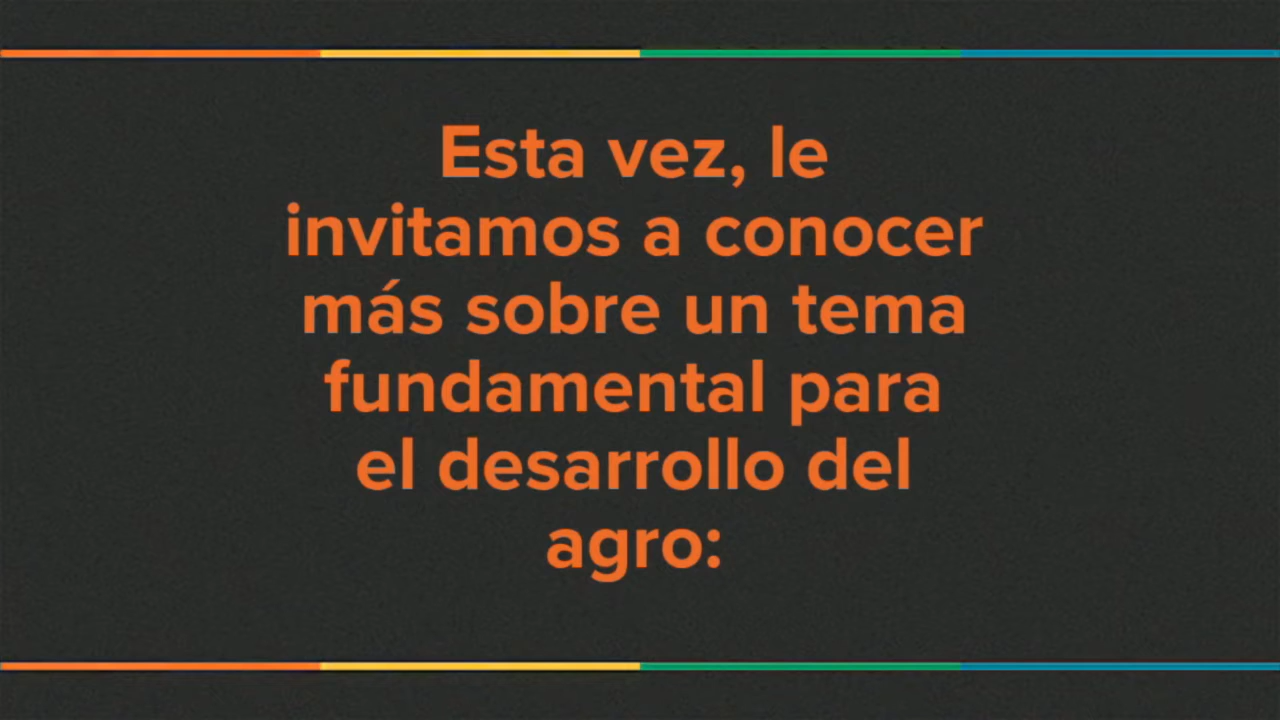 Esta vez, le
invitamos a conocer
más sobre un tema
fundamental para
el desarrollo del
agro: